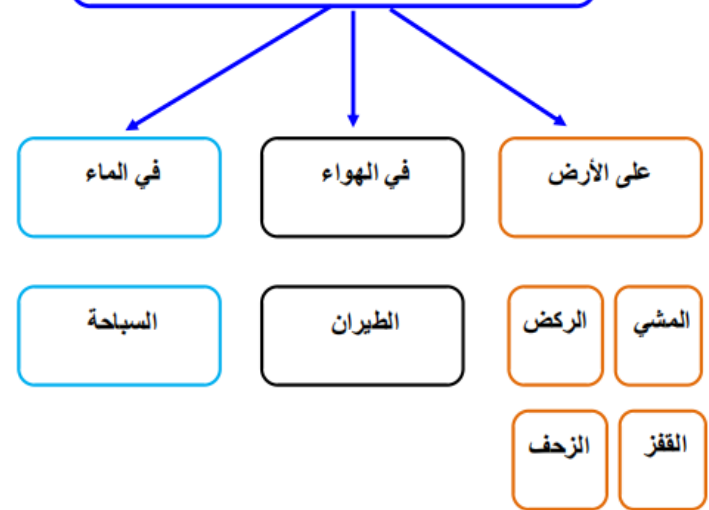 على الأرض
في الهواء
في الماء
المشي
الركض
الطيران
السباحة
القفز
الزحف